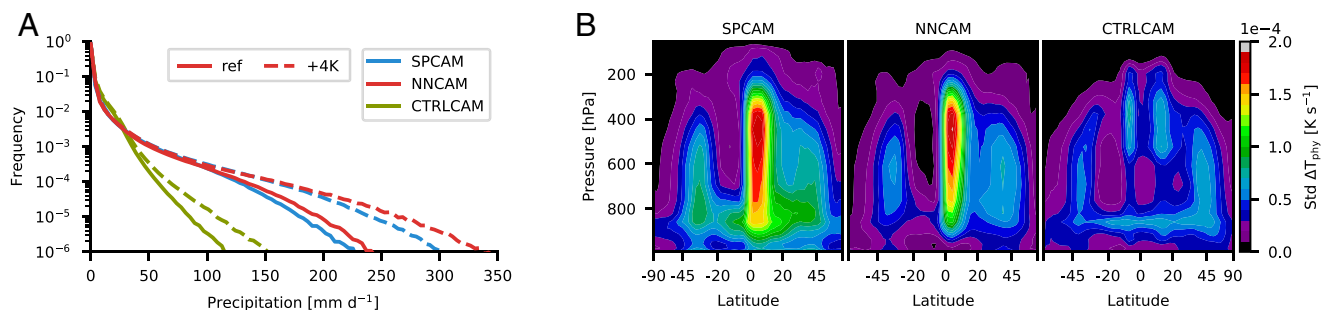 A
10⁰
10⁻¹
10⁻²
10⁻³
10⁻⁴
10⁻⁵
10⁻⁶
Frequency
ref
+4K
SPCAM
NNCAM
CTRLCAM
0 50 100 150 200 250 300 350
Precipitation [mm d⁻¹]
B
SPCAM
NNCAM
CTRLCAM
200
400
600
800
Pressure [hPa]
-90 -45 -20 0 20 45
Latitude
-45 -20 0 20 45
Latitude
-45 -20 0 20 45 90
Latitude
1e−4
2.0
1.5
1.0
0.5
0.0
Std ΔTphy [K s⁻¹]